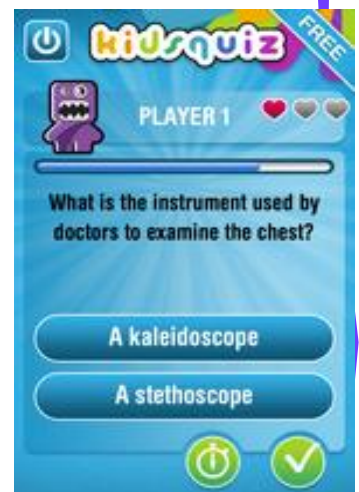 kidsquiz
FREE
PLAYER 1
What is the instrument used by
doctors to examine the chest?
A kaleidoscope
A stethoscope